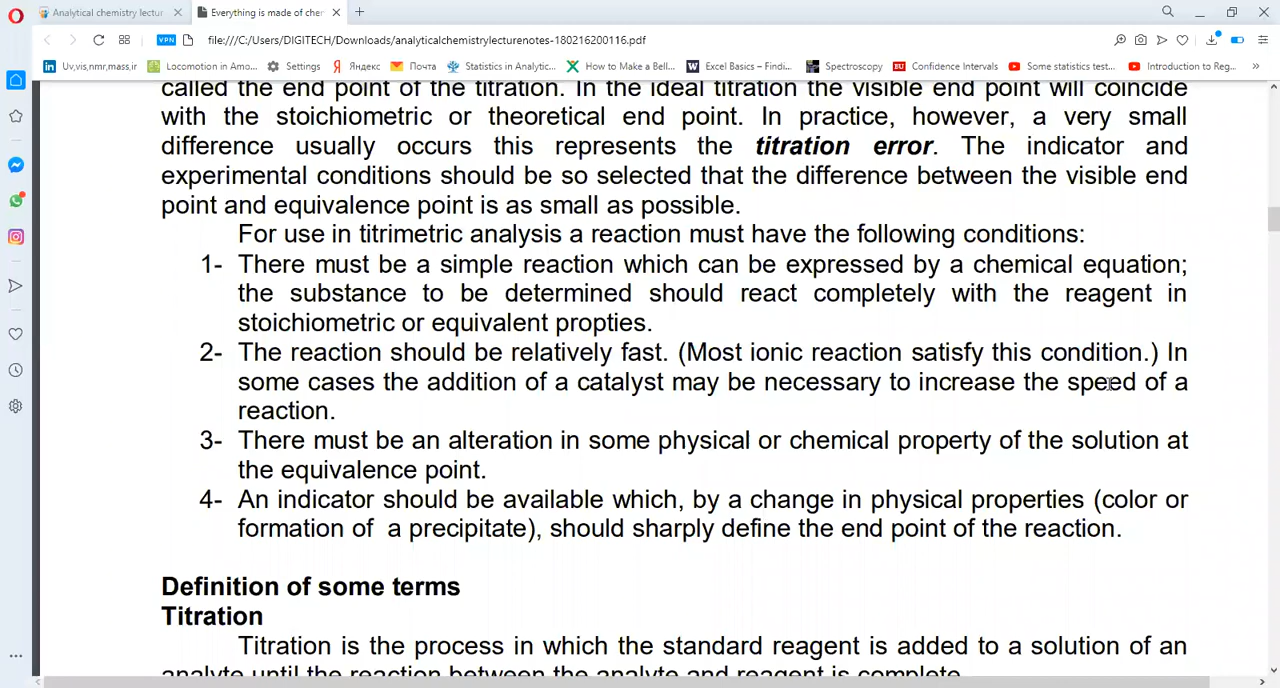 Analytical chemistry lectur
Everything is made of cher
file:///C:/Users/DIGITECH/Downloads/analyticalchemistrylecturenotes-180216200116.pdf
VPN
Uv,vis,nmr,mass,ir
Locomotion in Amo...
Settings
Яндекс
Почта
Statistics in Analytic...
How to Make a Bell...
Excel Basics – Findi...
Spectroscopy
Confidence Intervals
Some statistics test...
Introduction to Reg...
called the end point of the titration. In the ideal titration the visible end point will coincide
with the stoichiometric or theoretical end point. In practice, however, a very small
difference usually occurs this represents the titration error. The indicator and
experimental conditions should be so selected that the difference between the visible end
point and equivalence point is as small as possible.
For use in titrimetric analysis a reaction must have the following conditions:
1- There must be a simple reaction which can be expressed by a chemical equation;
the substance to be determined should react completely with the reagent in
stoichiometric or equivalent propties.
2- The reaction should be relatively fast. (Most ionic reaction satisfy this condition.) In
some cases the addition of a catalyst may be necessary to increase the speed of a
reaction.
3- There must be an alteration in some physical or chemical property of the solution at
the equivalence point.
4- An indicator should be available which, by a change in physical properties (color or
formation of a precipitate), should sharply define the end point of the reaction.
Definition of some terms
Titration
Titration is the process in which the standard reagent is added to a solution of an
analyte until the reaction between the analyte and reagent is complete.